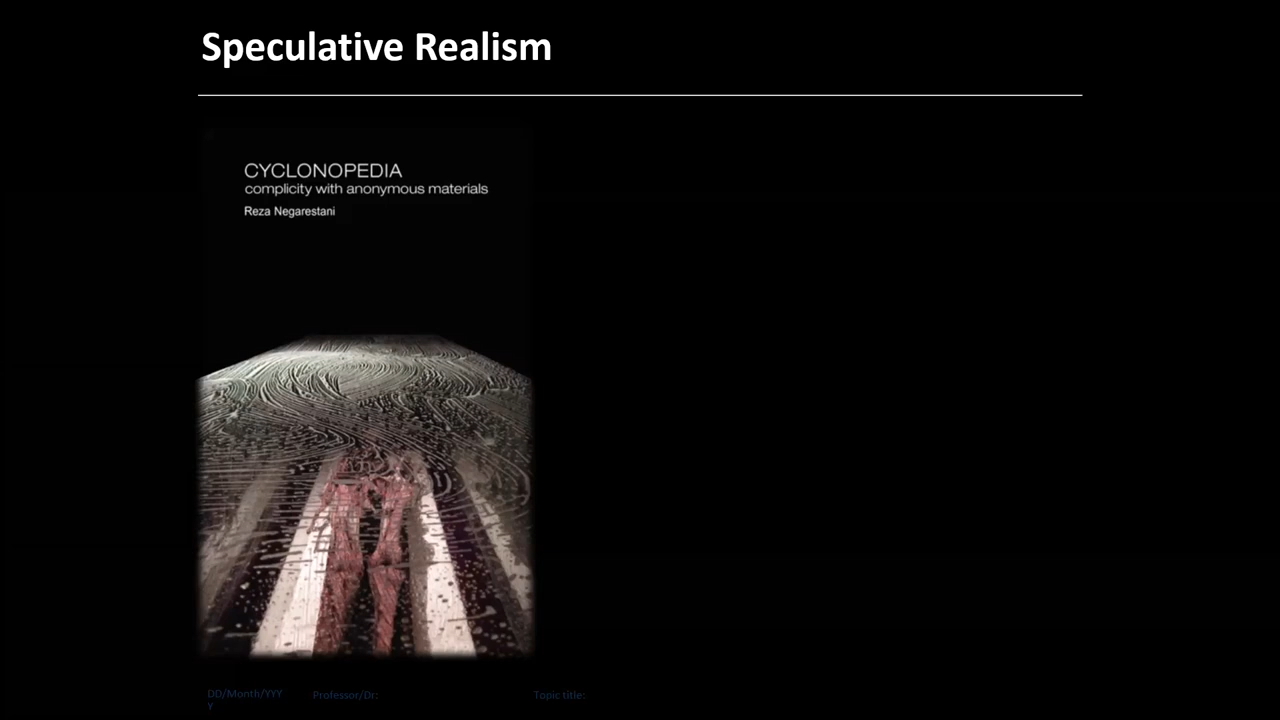 Speculative Realism
CYCLONOPEDIA
complicity with anonymous materials
Reza Negarestani
DD/Month/YYY
y
Professor/Dr:
Topic title: